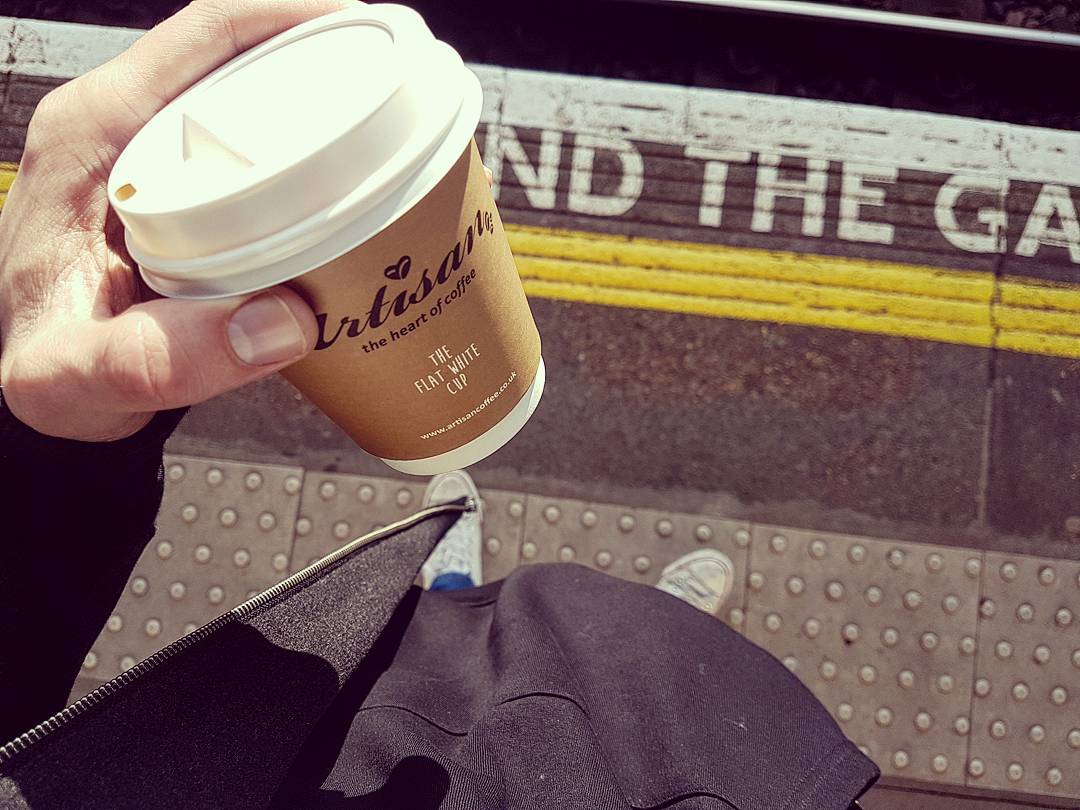 ND THE GA
Artisan
the heart of coffee
THE
FLAT WHITE
CUP
www.artisancoffee.co.uk